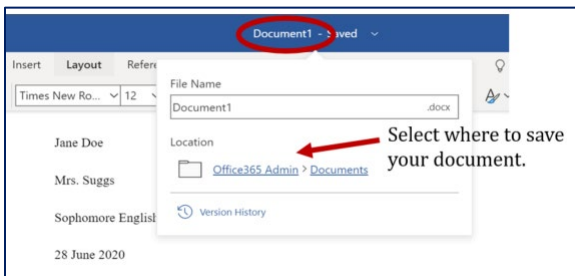 Document1 - Saved
Insert Layout Refere
Times New Ro... 12
File Name
Document1 .docx
Location
Office365 Admin > Documents
Version History
Select where to save
your document.
Jane Doe
Mrs. Suggs
Sophomore English
28 June 2020